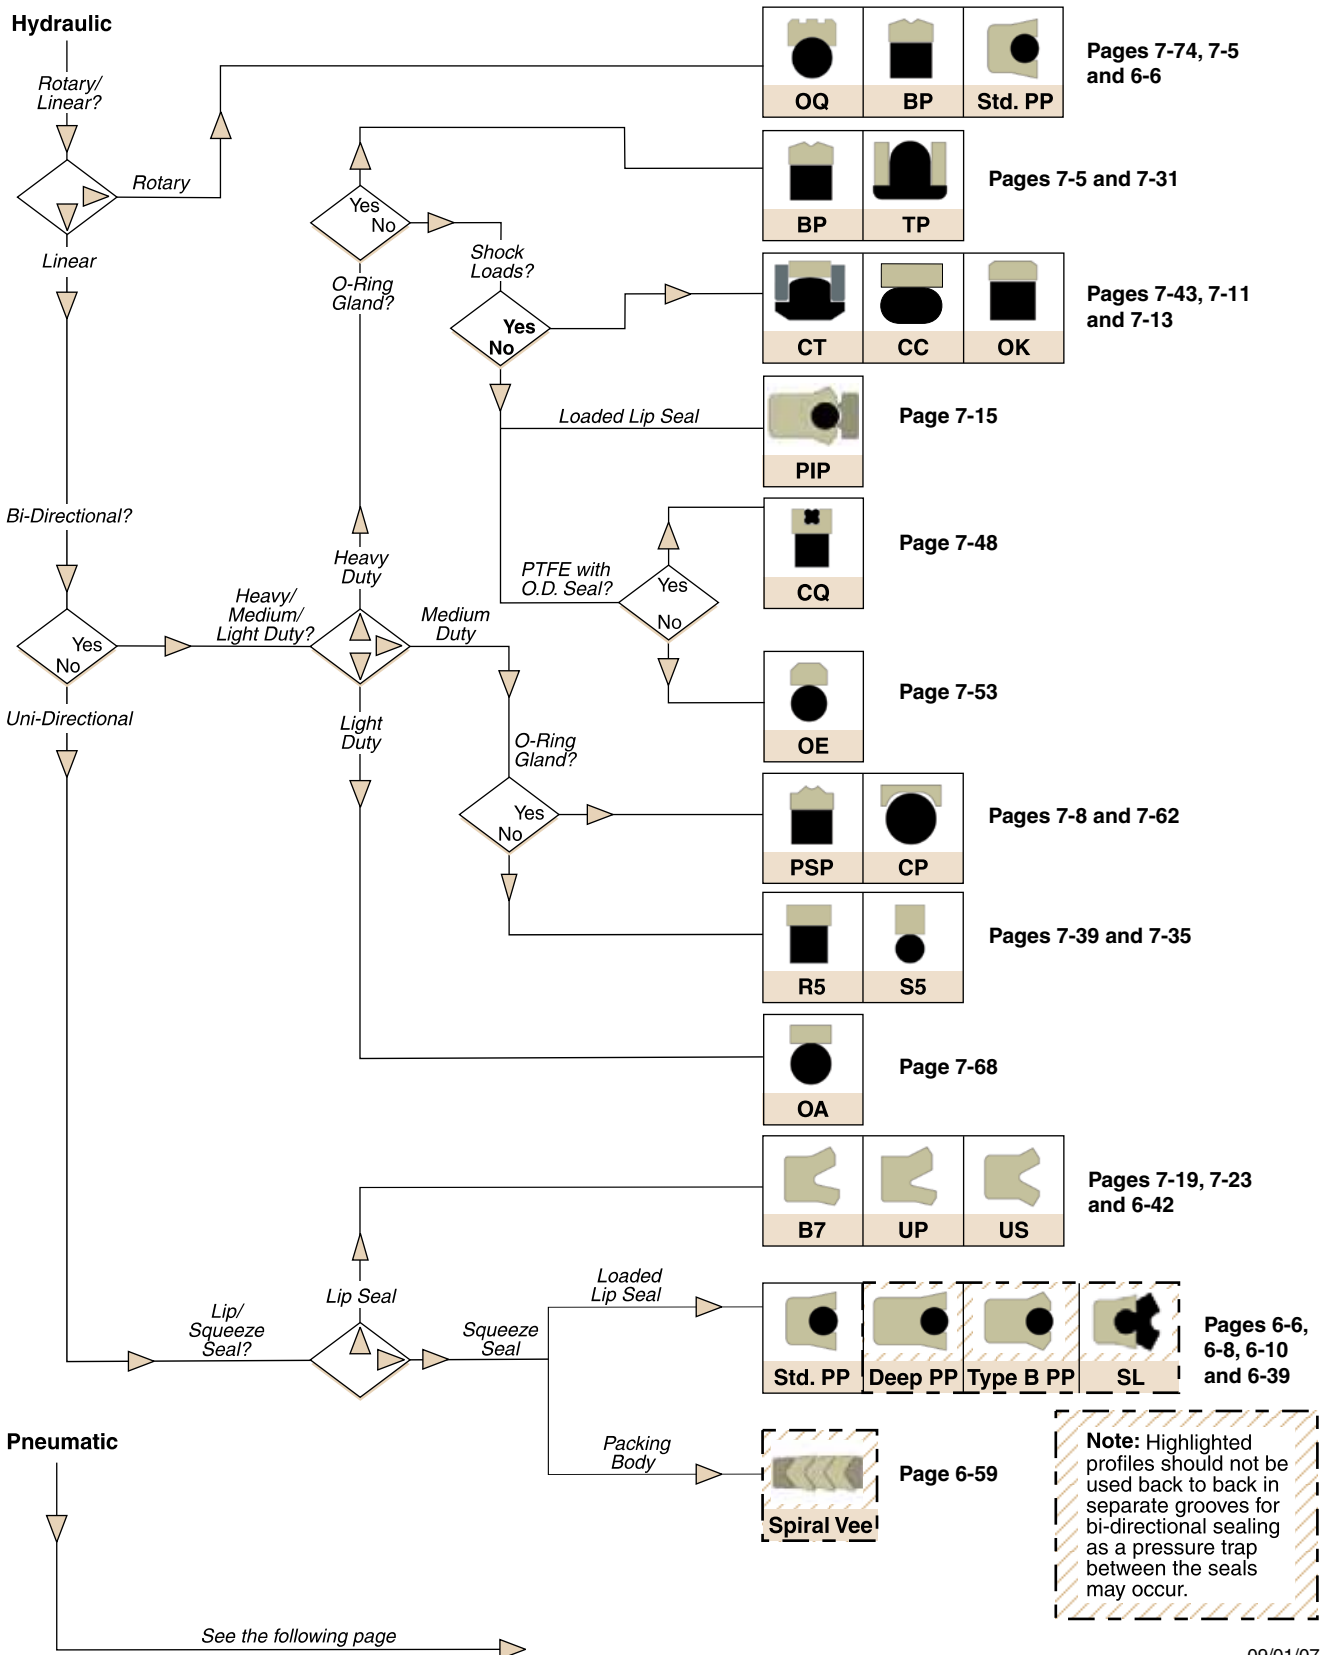 Hydraulic
Rotary/
Linear?
Rotary
Linear
OQ BP Std. PP
Pages 7-74, 7-5
and 6-6
Yes
No
O-Ring
Gland?
BP TP
Pages 7-5 and 7-31
Shock
Loads?
Yes
No
CT CC OK
Pages 7-43, 7-11
and 7-13
Loaded Lip Seal
PIP
Page 7-15
Bi-Directional?
Yes
No
Uni-Directional
Heavy/
Medium/
Light Duty?
Heavy
Duty
Medium
Duty
Light
Duty
PTFE with
O.D. Seal?
Yes
No
CQ
Page 7-48
OE
Page 7-53
O-Ring
Gland?
Yes
No
PSP CP
Pages 7-8 and 7-62
R5 S5
Pages 7-39 and 7-35
OA
Page 7-68
B7 UP US
Pages 7-19, 7-23
and 6-42
Lip/
Squeeze
Seal?
Lip Seal
Squeeze
Seal
Loaded
Lip Seal
Std. PP Deep PP Type B PP SL
Pages 6-6,
6-8, 6-10
and 6-39
Packing
Body
Spiral Vee
Page 6-59
Note: Highlighted
profiles should not be
used back to back in
separate grooves for
bi-directional sealing
as a pressure trap
between the seals
may occur.
Pneumatic
See the following page
09/01/07